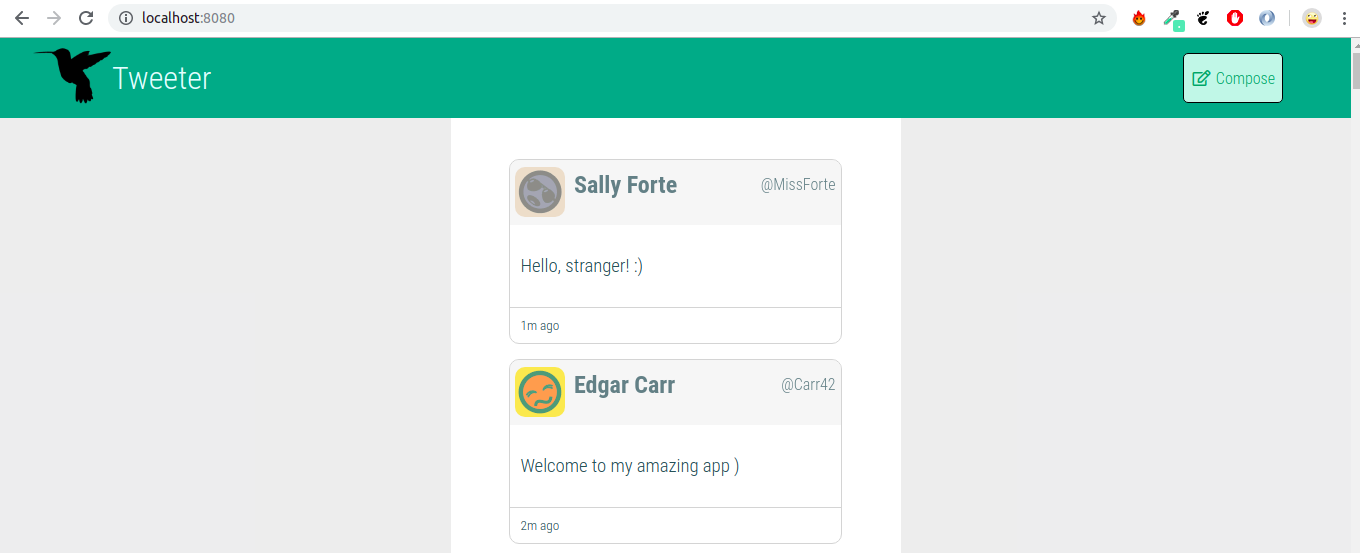 localhost:8080
Tweeter
Compose
Sally Forte
@MissForte
Hello, stranger! :)
1m ago
Edgar Carr
@Carr42
Welcome to my amazing app )
2m ago